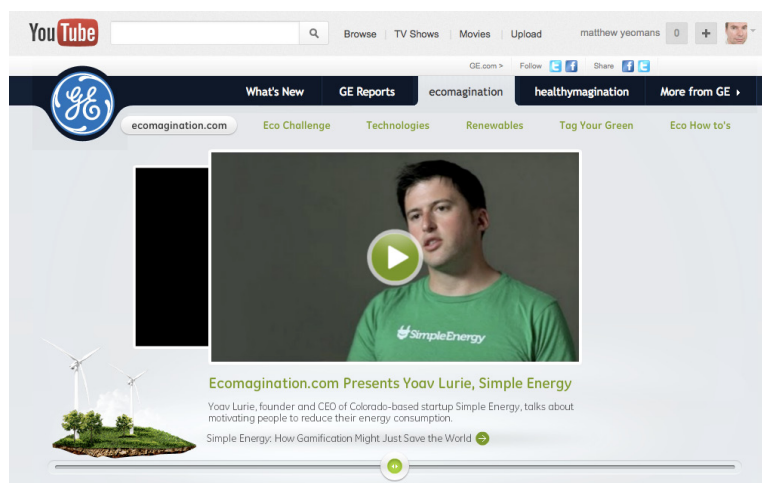 YouTube
Browse TV Shows Movies Upload matthew yeomans 0 +
GE.com > Follow Share
GE
What's New GE Reports ecomagination healthymagination More from GE
ecomagination.com Eco Challenge Technologies Renewables Tag Your Green Eco How to's
SimpleEnergy
Ecomagination.com Presents Yoav Lurie, Simple Energy
Yoav Lurie, founder and CEO of Colorado-based startup Simple Energy, talks about
motivating people to reduce their energy consumption.
Simple Energy: How Gamification Might Just Save the World